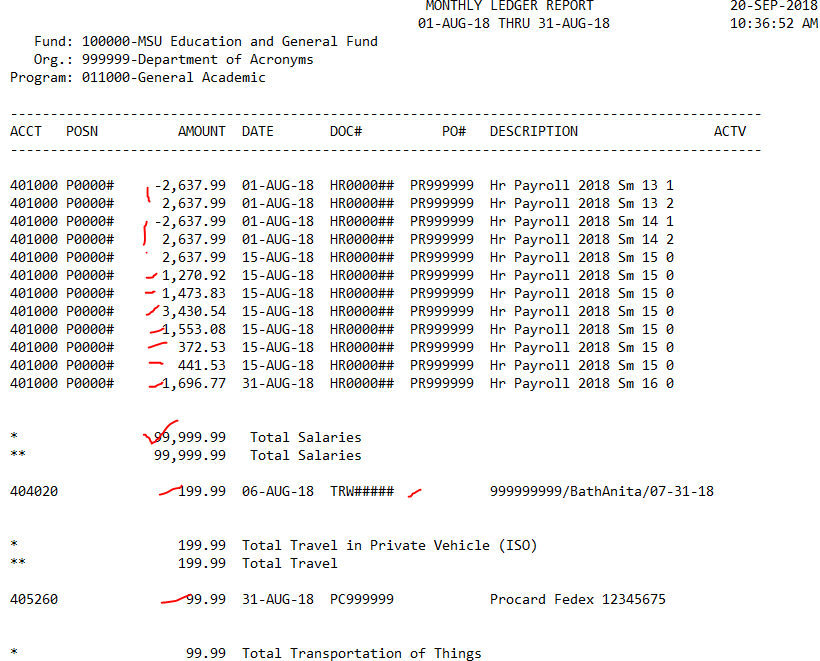 MONTHLY LEDGER REPORT 20-SEP-2018
01-AUG-18 THRU 31-AUG-18 10:36:52 AM
Fund: 100000-MSU Education and General Fund
Org.: 999999-Department of Acronyms
Program: 011000-General Academic
ACCT POSN AMOUNT DATE DOC# PO# DESCRIPTION ACTV
401000 P0000# -2,637.99 01-AUG-18 HR0000## PR999999 Hr Payroll 2018 Sm 13 1
401000 P0000# 2,637.99 01-AUG-18 HR0000## PR999999 Hr Payroll 2018 Sm 13 2
401000 P0000# -2,637.99 01-AUG-18 HR0000## PR999999 Hr Payroll 2018 Sm 14 1
401000 P0000# 2,637.99 01-AUG-18 HR0000## PR999999 Hr Payroll 2018 Sm 14 2
401000 P0000# 2,637.99 15-AUG-18 HR0000## PR999999 Hr Payroll 2018 Sm 15 0
401000 P0000# 1,270.92 15-AUG-18 HR0000## PR999999 Hr Payroll 2018 Sm 15 0
401000 P0000# 1,473.83 15-AUG-18 HR0000## PR999999 Hr Payroll 2018 Sm 15 0
401000 P0000# 3,430.54 15-AUG-18 HR0000## PR999999 Hr Payroll 2018 Sm 15 0
401000 P0000# 1,553.08 15-AUG-18 HR0000## PR999999 Hr Payroll 2018 Sm 15 0
401000 P0000# 372.53 15-AUG-18 HR0000## PR999999 Hr Payroll 2018 Sm 15 0
401000 P0000# 441.53 15-AUG-18 HR0000## PR999999 Hr Payroll 2018 Sm 15 0
401000 P0000# 1,696.77 31-AUG-18 HR0000## PR999999 Hr Payroll 2018 Sm 16 0
* 99,999.99 Total Salaries
** 99,999.99 Total Salaries
404020 199.99 06-AUG-18 TRW##### 999999999/BathAnita/07-31-18
* 199.99 Total Travel in Private Vehicle (ISO)
** 199.99 Total Travel
405260 99.99 31-AUG-18 PC999999 Procard Fedex 12345675
* 99.99 Total Transportation of Things